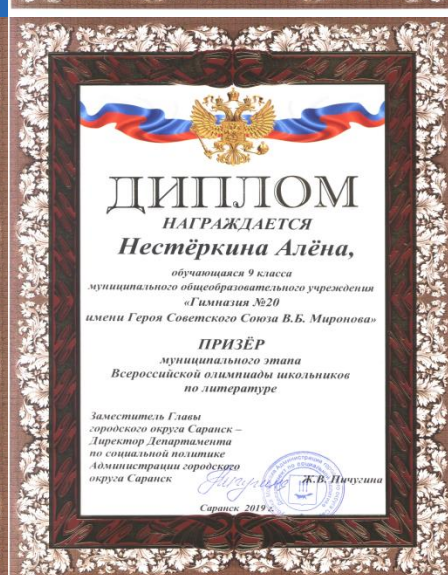 ДИПЛОМ
НАГРАЖДАЕТСЯ
Нестёркина Алёна,
обучающаяся 9 класса
муниципального общеобразовательного учреждения
«Гимназия №20
имени Героя Советского Союза В.Б. Миронова»
ПРИЗЁР
муниципального этапа
Всероссийской олимпиады школьников
по литературе
Заместитель Главы
городского округа Саранск –
Директор Департамента
по социальной политике
Администрации городского
округа Саранск
Ж.В. Пичугина
Саранск 2019 г.